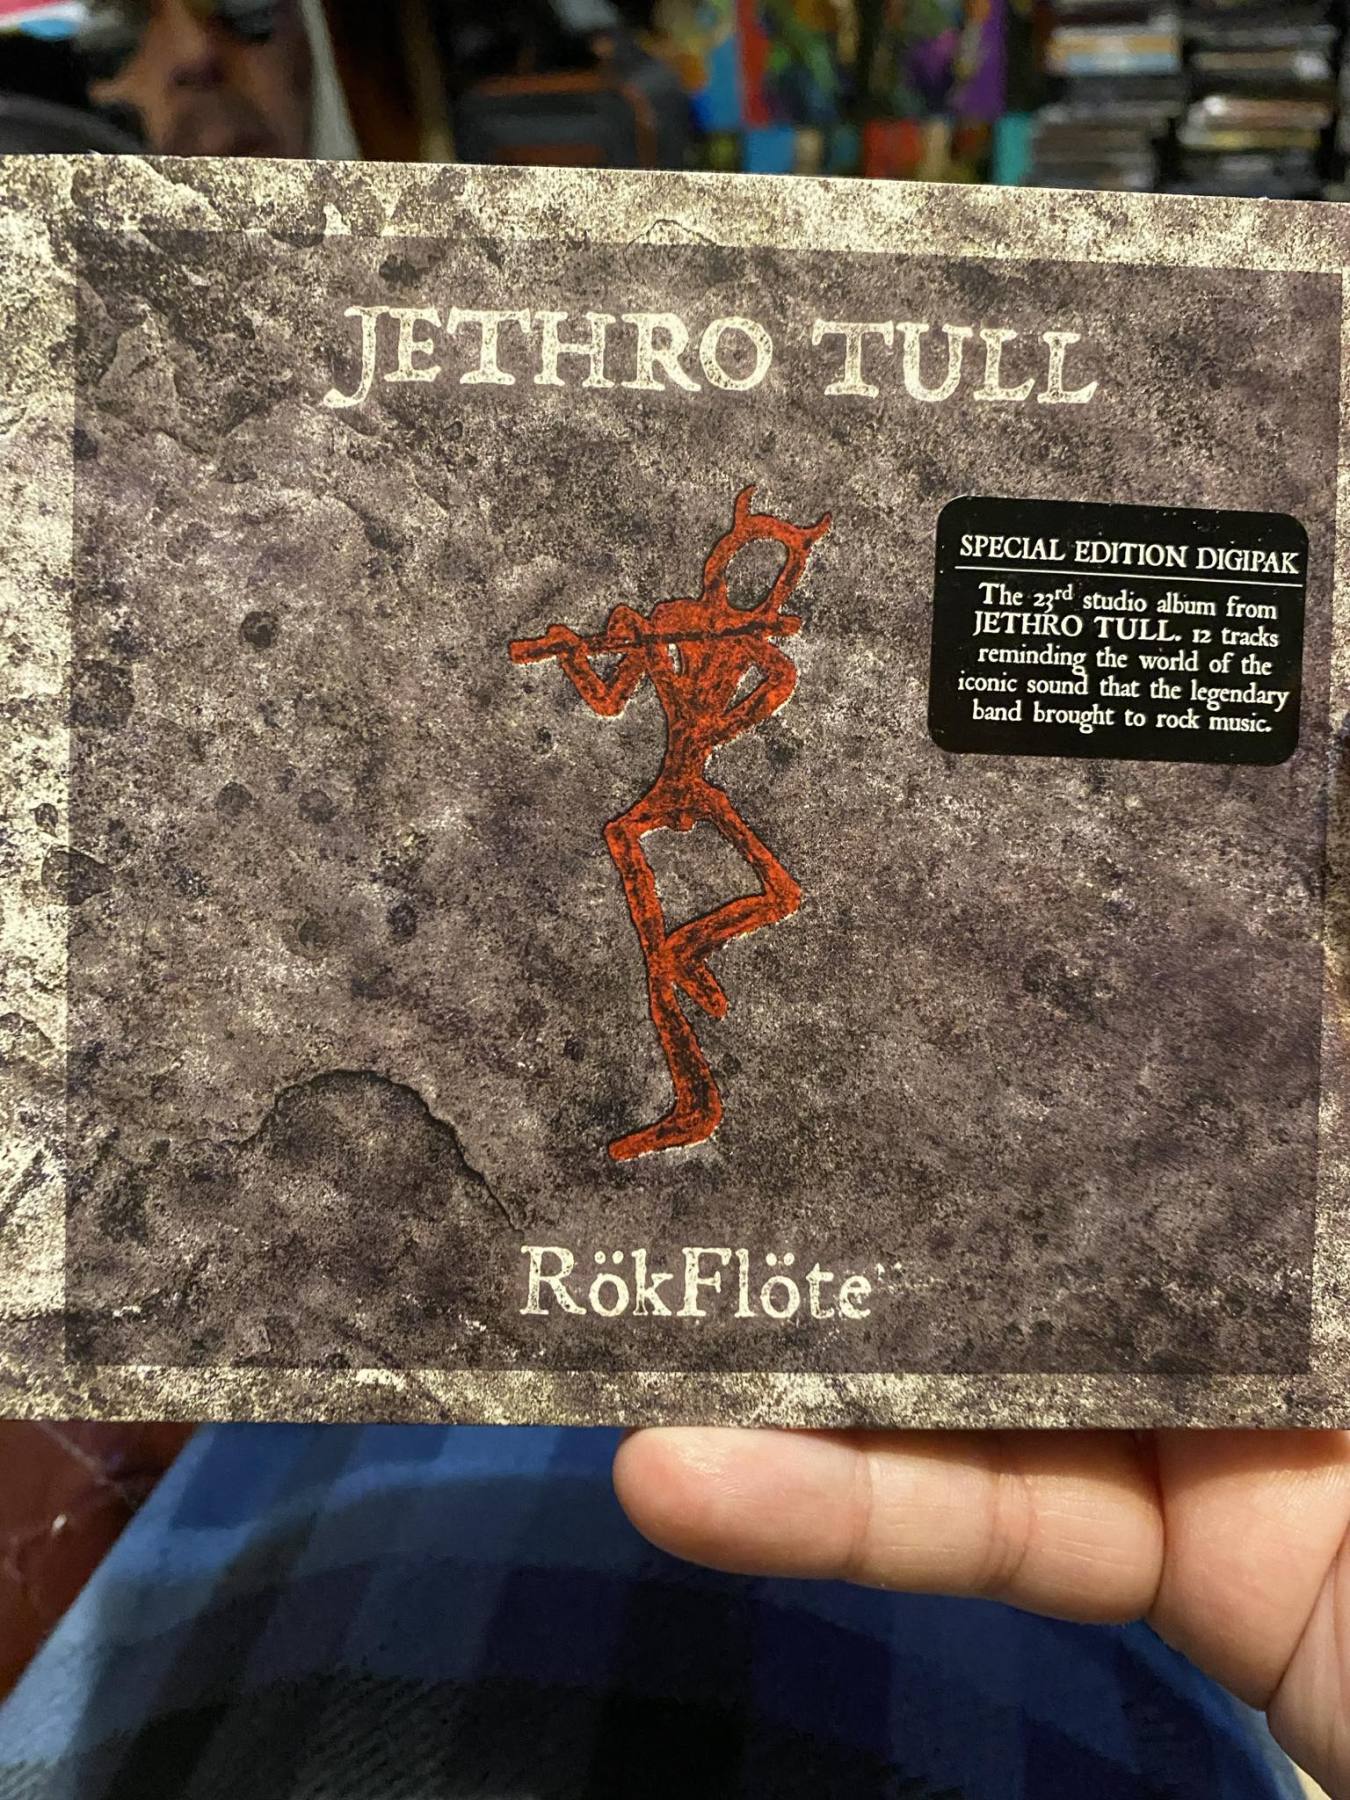 JETHRO TULL
SPECIAL EDITION DIGIPAK
The 23rd studio album from
JETHRO TULL. 12 tracks
reminding the world of the
iconic sound that the legendary
band brought to rock music.
RökFlöte